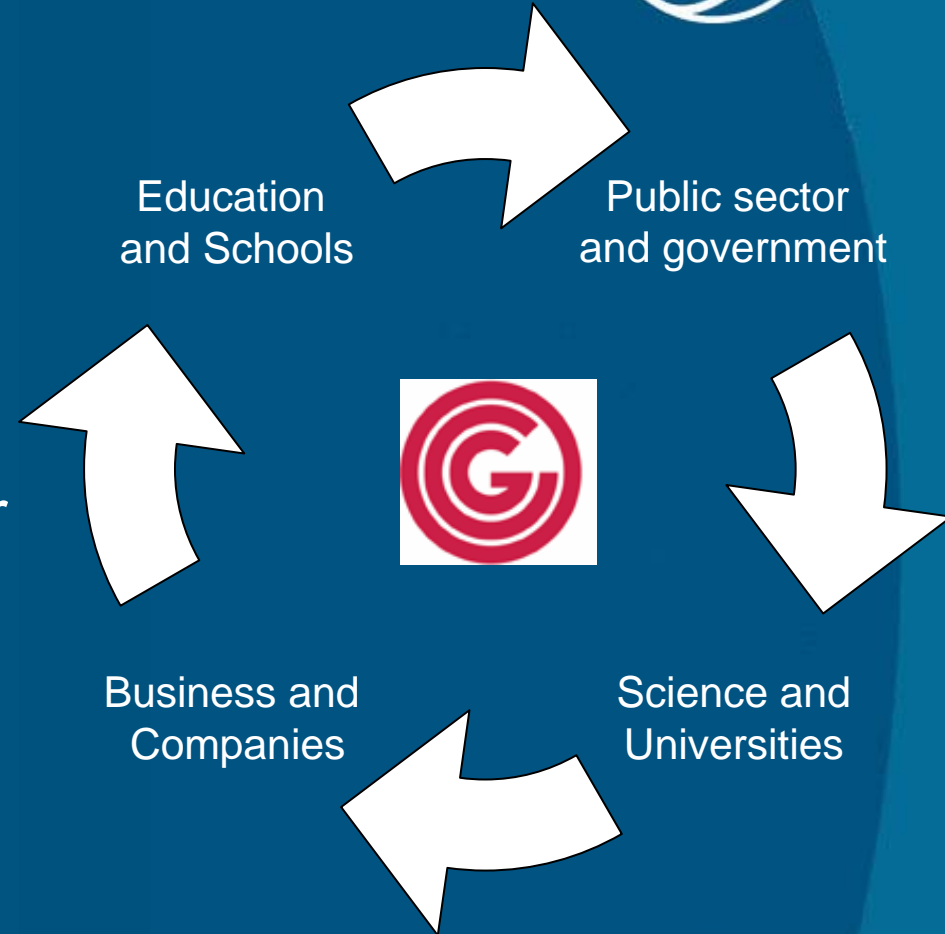 Education
and Schools
Public sector
and government
Business and
Companies
Science and
Universities